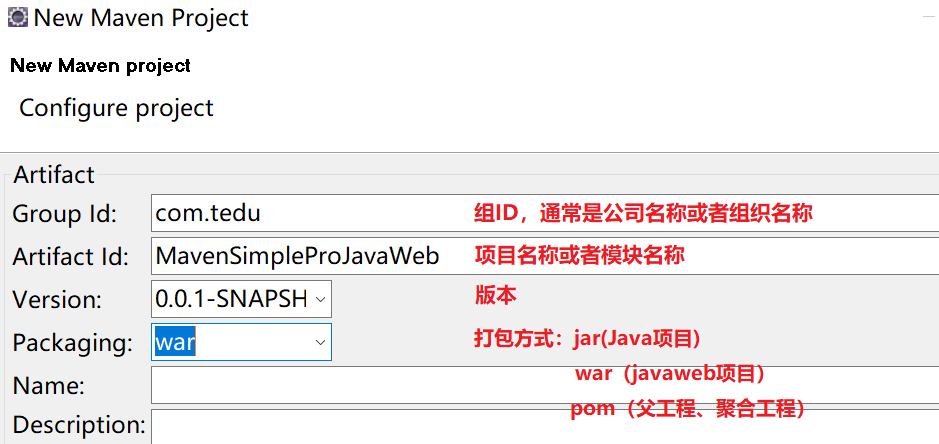 New Maven Project
New Maven project
Configure project
Artifact
Group Id: com.tedu 组ID，通常是公司名称或者组织名称
Artifact Id: MavenSimpleProJavaWeb 项目名称或者模块名称
Version: 0.0.1-SNAPSH 版本
Packaging: war 打包方式：jar(Java项目)
war（javaweb项目）
Name:
pom（父工程、聚合工程）
Description: